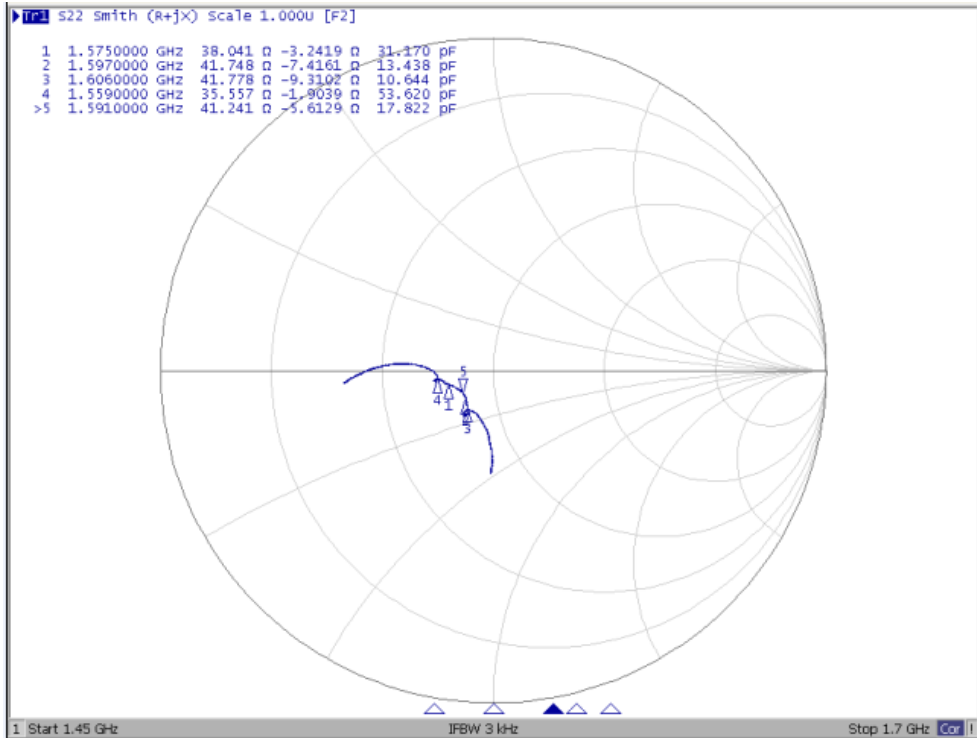 Tr1 S22 Smith (R+jX) Scale 1.000U [F2]
1 1.5750000 GHz 38.041 Ω -3.2419 Ω 31.170 pF
2 1.5970000 GHz 41.748 Ω -7.4161 Ω 13.438 pF
3 1.6060000 GHz 41.778 Ω -9.3102 Ω 10.644 pF
4 1.5590000 GHz 35.557 Ω -1.9039 Ω 53.620 pF
>5 1.5910000 GHz 41.241 Ω -5.6129 Ω 17.822 pF
5
4 1
3
1 Start 1.45 GHz IFBW 3 kHz Stop 1.7 GHz Cor !